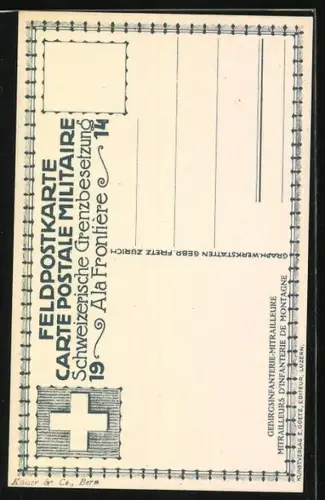 FELDPOSTKARTE
CARTE POSTALE MILITAIRE
Schweizerische Grenzbesetzung
19 A la Frontière 14
GRAPH.WERKSTÄTTEN GEBR.FRETZ ZÜRICH
GEBIRGSINFANTERIE-MITRAILLEURE
MITRAILLEURS D'INFANTERIE DE MONTAGNE
KUNSTVERLAG E. GOETZ, EDITEUR, LUZERN.
& Co., Bern